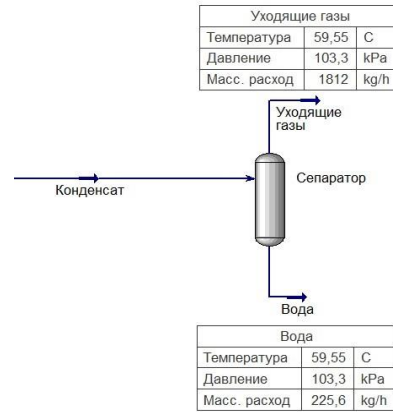 Уходящие газы
Температура 59,55 C
Давление 103,3 kPa
Масс. расход 1812 kg/h
Уходящие
газы
Конденсат
Сепаратор
Вода
Вода
Температура 59,55 C
Давление 103,3 kPa
Масс. расход 225,6 kg/h